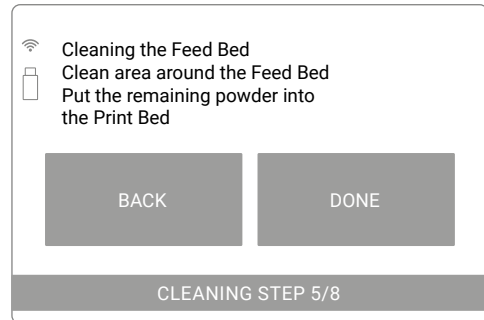 Cleaning the Feed Bed
Clean area around the Feed Bed
Put the remaining powder into
the Print Bed
BACK
DONE
CLEANING STEP 5/8